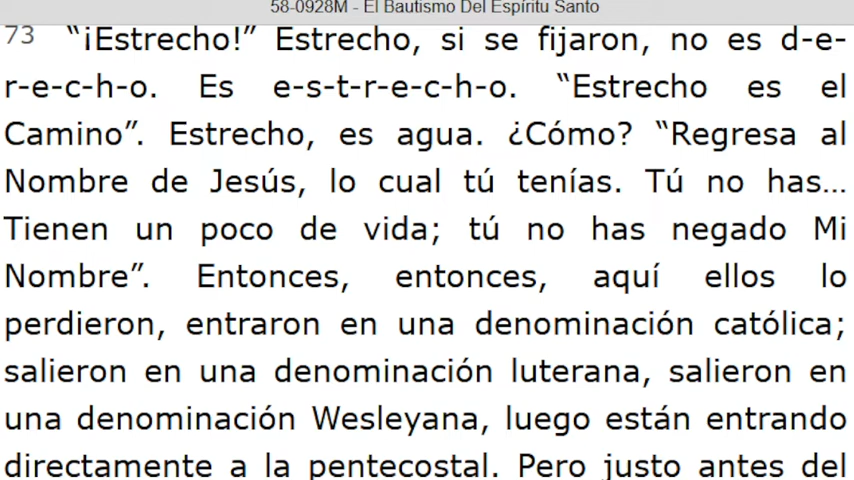 58-0928M - El Bautismo Del Espíritu Santo
73 “¡Estrecho!” Estrecho, si se fijaron, no es d-e-
r-e-c-h-o. Es e-s-t-r-e-c-h-o. “Estrecho es el
Camino”. Estrecho, es agua. ¿Cómo? “Regresa al
Nombre de Jesús, lo cual tú tenías. Tú no has...
Tienen un poco de vida; tú no has negado Mi
Nombre”. Entonces, entonces, aquí ellos lo
perdieron, entraron en una denominación católica;
salieron en una denominación luterana, salieron en
una denominación Wesleyana, luego están entrando
directamente a la pentecostal. Pero justo antes del